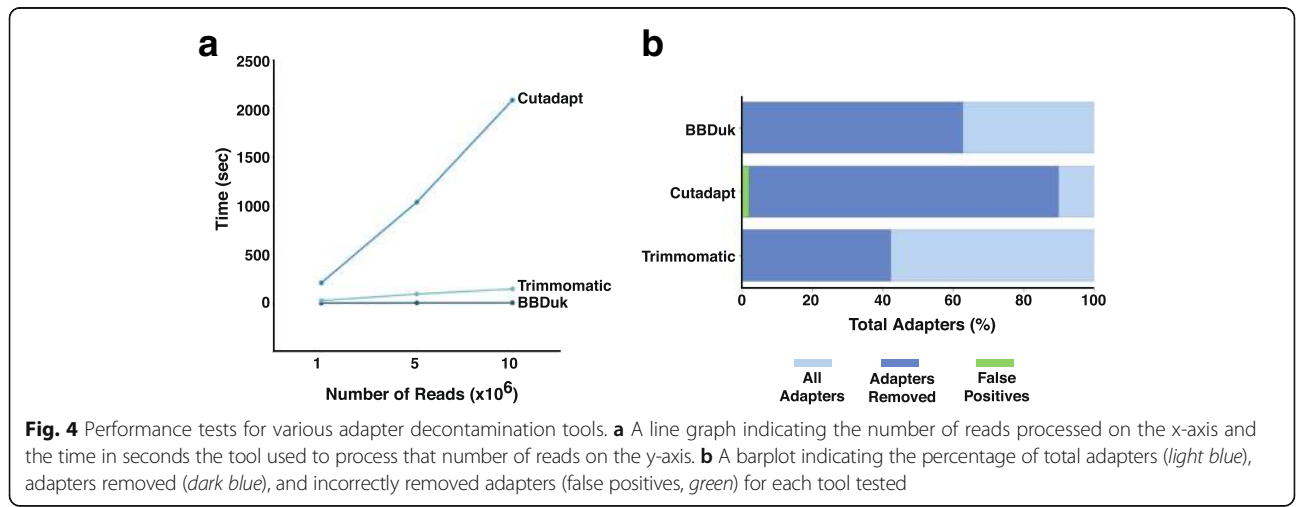 a
2500
2000
1500
1000
500
0
Time (sec)
Cutadapt
Trimmomatic
BBDuk
1 5 10
Number of Reads (x10⁶)
b
BBDuk
Cutadapt
Trimmomatic
0 20 40 60 80 100
Total Adapters (%)
All Adapters
Adapters Removed
False Positives
Fig. 4 Performance tests for various adapter decontamination tools. a A line graph indicating the number of reads processed on the x-axis and
the time in seconds the tool used to process that number of reads on the y-axis. b A barplot indicating the percentage of total adapters (light blue),
adapters removed (dark blue), and incorrectly removed adapters (false positives, green) for each tool tested